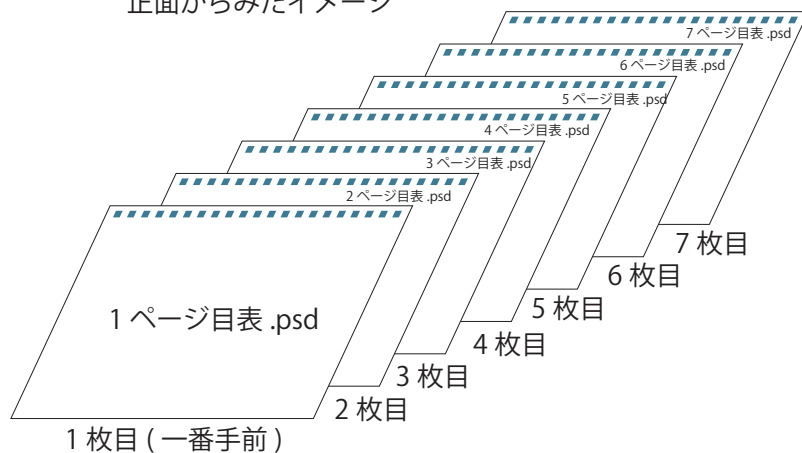 正面からみたイメージ
7 ページ目表 .psd
6 ページ目表 .psd
5 ページ目表 .psd
4 ページ目表 .psd
3 ページ目表 .psd
2 ページ目表 .psd
1 ページ目表 .psd
7 枚目
6 枚目
5 枚目
4 枚目
3 枚目
2 枚目
1 枚目 ( 一番手前 )